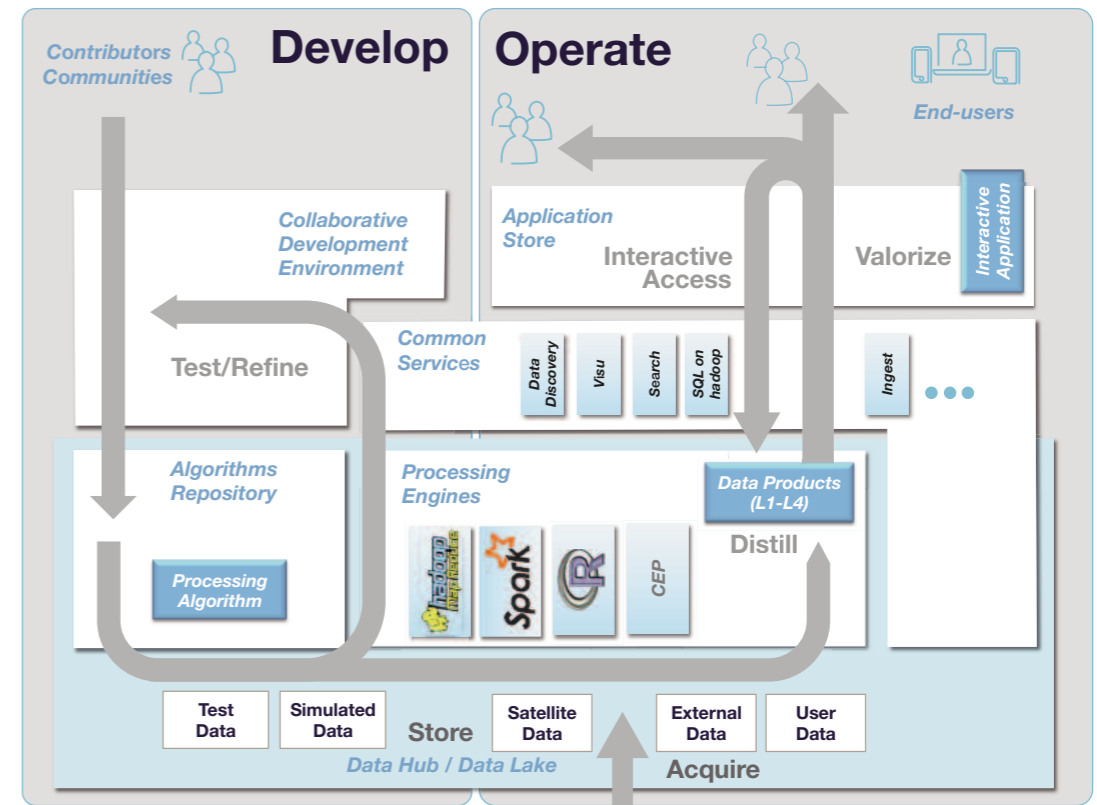 Contributors
Communities
Develop
Operate
End-users
Collaborative
Development
Environment
Application
Store
Interactive
Access
Valorize
Interactive
Application
Test/Refine
Common
Services
Data
Discovery
Visu
Search
SQL on
hadoop
Ingest
Algorithms
Repository
Processing
Algorithm
Processing
Engines
hadoop
Map Reduce
Spark
R
CEP
Data Products
(L1-L4)
Distill
Test
Data
Simulated
Data
Store
Satellite
Data
External
Data
User
Data
Data Hub / Data Lake
Acquire